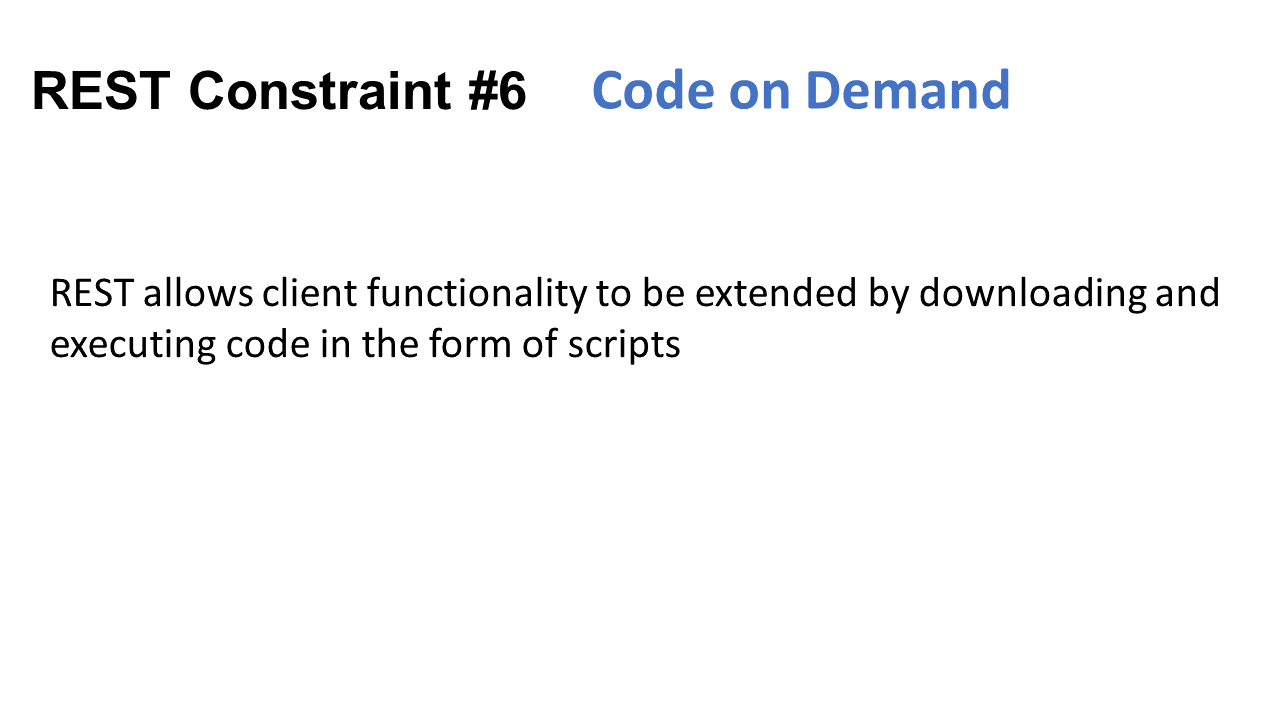 REST Constraint #6 Code on Demand
REST allows client functionality to be extended by downloading and
executing code in the form of scripts